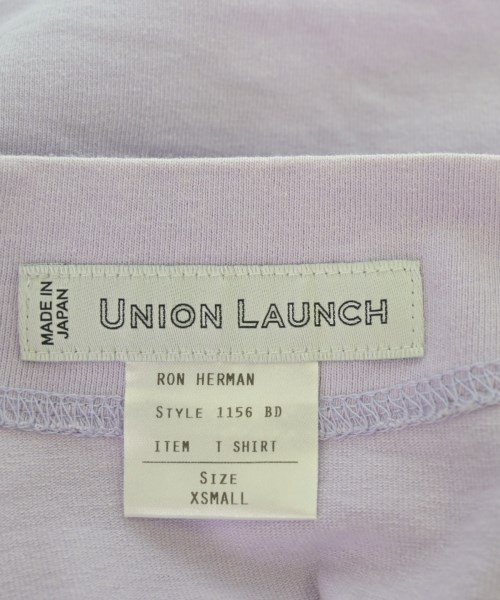 MADE IN
JAPAN
UNION LAUNCH
RON HERMAN
STYLE 1156 BD
ITEM T SHIRT
SIZE
XSMALL